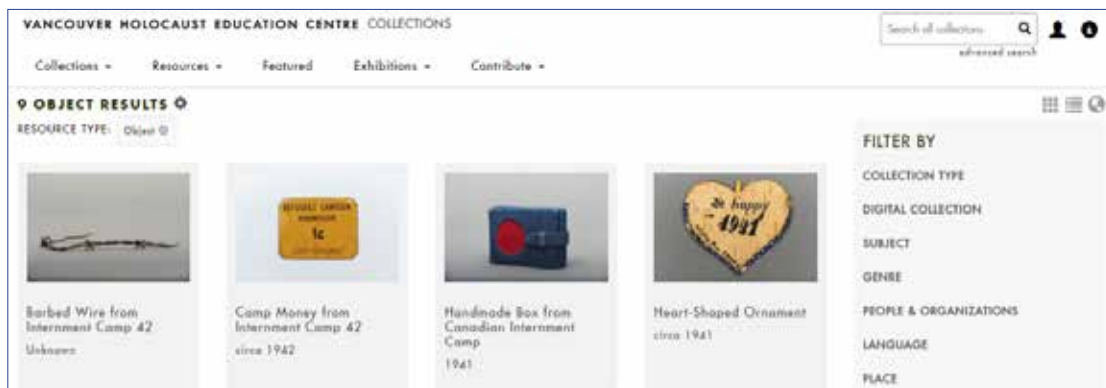 VANCOUVER HOLOCAUST EDUCATION CENTRE COLLECTIONS
Search all collections
advanced search
Collections
Resources
Featured
Exhibitions
Contribute
9 OBJECT RESULTS
RESOURCE TYPE: Object
FILTER BY
COLLECTION TYPE
DIGITAL COLLECTION
SUBJECT
GENRE
PEOPLE & ORGANIZATIONS
LANGUAGE
PLACE
1c
Be happy
1941
Barbed Wire from
Internment Camp 42
Unknown
Camp Money from
Internment Camp 42
circa 1942
Handmade Box from
Canadian Internment
Camp
1941
Heart-Shaped Ornament
circa 1941